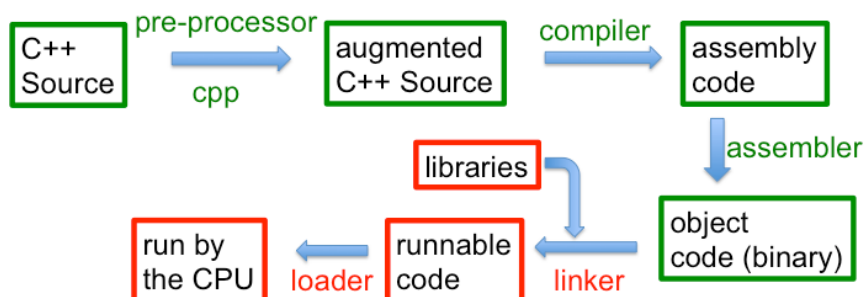 C++
Source
pre-processor
cpp
augmented
C++ Source
compiler
assembly
code
assembler
libraries
object
code (binary)
linker
runnable
code
loader
run by
the CPU